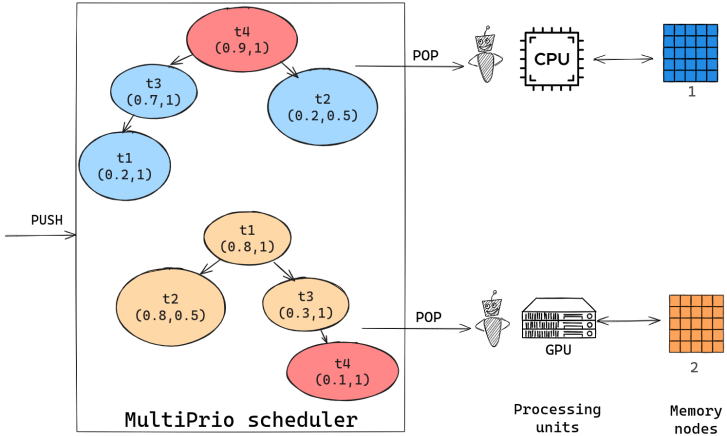 t4
(0.9,1)
t3
(0.7,1)
t2
(0.2,0.5)
t1
(0.2,1)
POP
CPU
1
PUSH
t1
(0.8,1)
t2
(0.8,0.5)
t3
(0.3,1)
t4
(0.1,1)
POP
GPU
2
MultiPrio scheduler
Processing
units
Memory
nodes